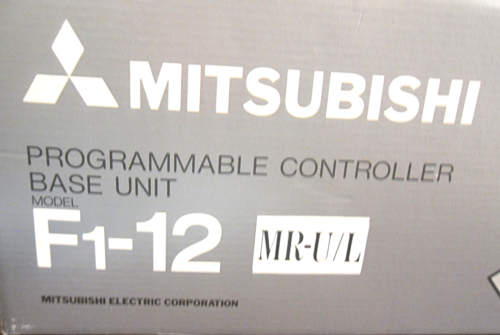 MITSUBISHI
PROGRAMMABLE CONTROLLER
BASE UNIT
MODEL
F1-12 MR-U/L
MITSUBISHI ELECTRIC CORPORATION